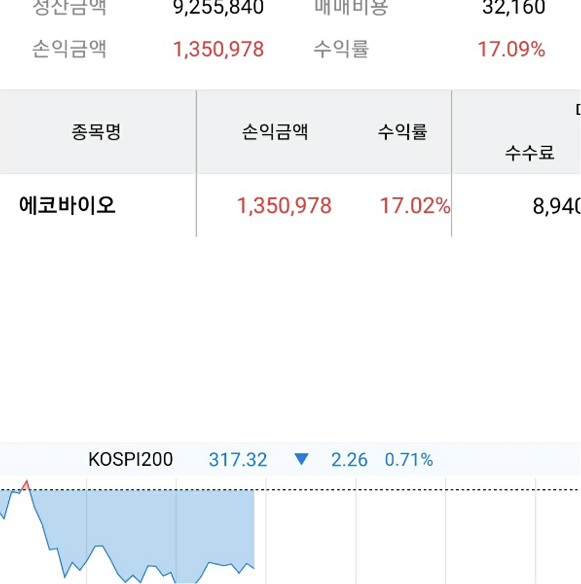 정산금액 9,255,840 매매비용 32,160
손익금액 1,350,978 수익률 17.09%
종목명 손익금액 수익률 수수료
에코바이오 1,350,978 17.02% 8,940
KOSPI200 317.32 ▼ 2.26 0.71%